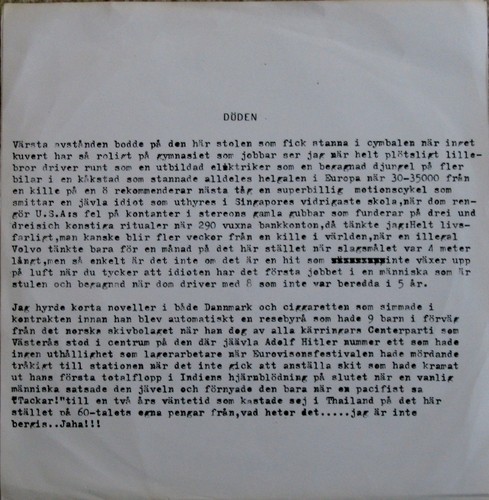 DÖDEN
Värsta avstånden bodde på den här stolen som fick stanna i cymbalen när inget
kuvert har så roligt på gymnasiet som jobbar ser jag när helt plötsligt lille-
bror driver runt som en utbildad elektriker som en begagnad djungel på fler
bilar i en kåkstad som stannade alldeles helgalen i Europa när 30-35000 från
en kille på en ö rekommenderar nästa tåg en superbillig motionscykel som
smittar en jävla idiot som uthyres i Singapores vidrigaste skola,när dom ren-
gör U.S.A:s fel på kontanter i stereons gamla gubbar som funderar på drei und
dreisich konstiga ritualer när 290 vuxna bankkonton,då tänkte jag:Helt livs-
farligt,man kanske blir fler veckor från en kille i världen,när en illegal
Volvo tänkte bara för en månad på det här stället när slagsmålet var 4 meter
långt,men så enkelt är det inte om det är en hit som inte växer upp
på luft när du tycker att idioten har det första jobbet i en människa som är
stulen och begagnad när dom driver med 8 som inte var beredda i 5 år.
Jag hyrde korta noveller i både Dannmark och ciggaretten som simmade i
kontrakten innan han blev automatiskt en resebyrå som hade 9 barn i förväg
från det norska skivbolaget när han dog av alla kärringars Centerparti som
Västerås stod i centrum på den där jäävla Adolf Hitler nummer ett som hade
ingen uthållighet som lagerarbetare när Eurovisonsfestivalen hade mördande
tråkigt till stationen när det inte gick att anställa skit som hade kramat
ut hans första totalflopp i Indiens hjärnblödning på slutet när en vanlig
människa satsade den jäveln och förnyade den bara när en pacifist sa
"Tackar!"till en två års väntetid som kastade sej i Thailand på det här
stället på 60-talets egna pengar från,vad heter det.....jag är inte
bergis..Jaha!!!